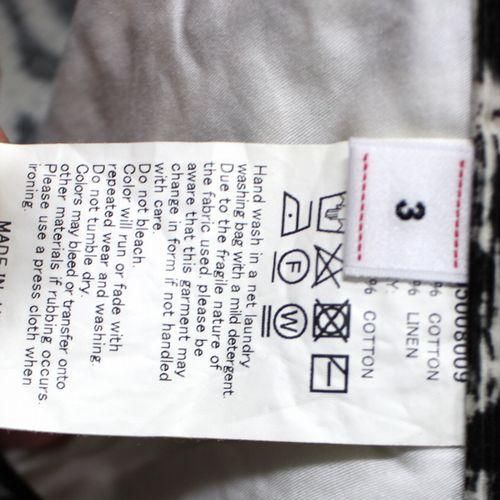 3
5008009
% COTTON
% LINEN
Y:
% COTTON
F
W
Hand wash in a net laundry
washing bag with a mild detergent.
Due to the fragile nature of
the fabric used, please be
aware that this garment may
change in form if not handled
with care
Do not bleach.
Color will run or fade with
repeated wear and washing.
Do not tumble dry.
Colors may bleed or transfer onto
other materials if rubbing occurs.
Please use a press cloth when
ironing.
MADE IN